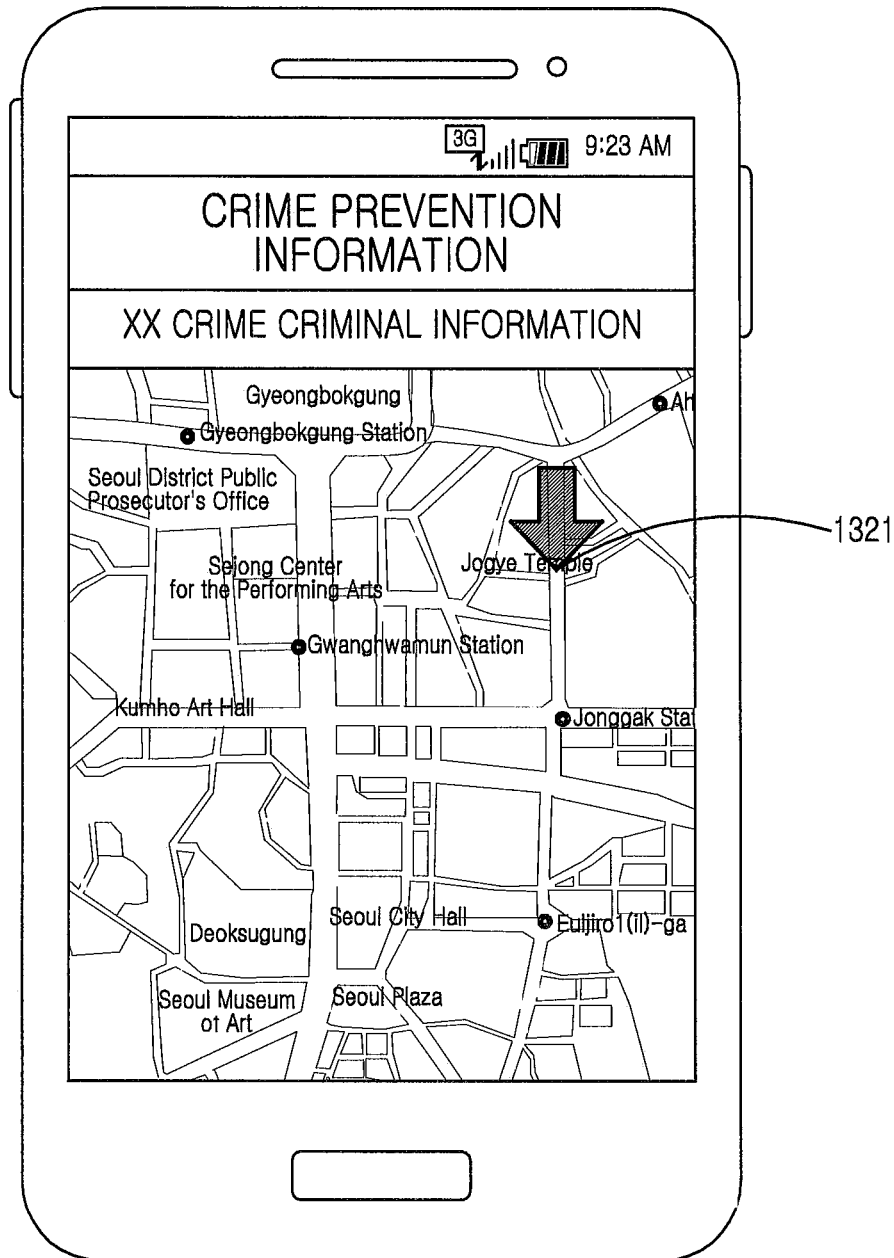 3G 9:23 AM
CRIME PREVENTION
INFORMATION
XX CRIME CRIMINAL INFORMATION
Gyeongbokgung
Ah
Gyeongbokgung Station
Seoul District Public
Prosecutor's Office
1321
Sejong Center
for the Performing Arts
Jogye Temple
Gwanghwamun Station
Kumho Art Hall
Jonggak Stat
Seoul City Hall
Euljiro1(il)-ga
Deoksugung
Seoul Museum
of Art
Seoul Plaza